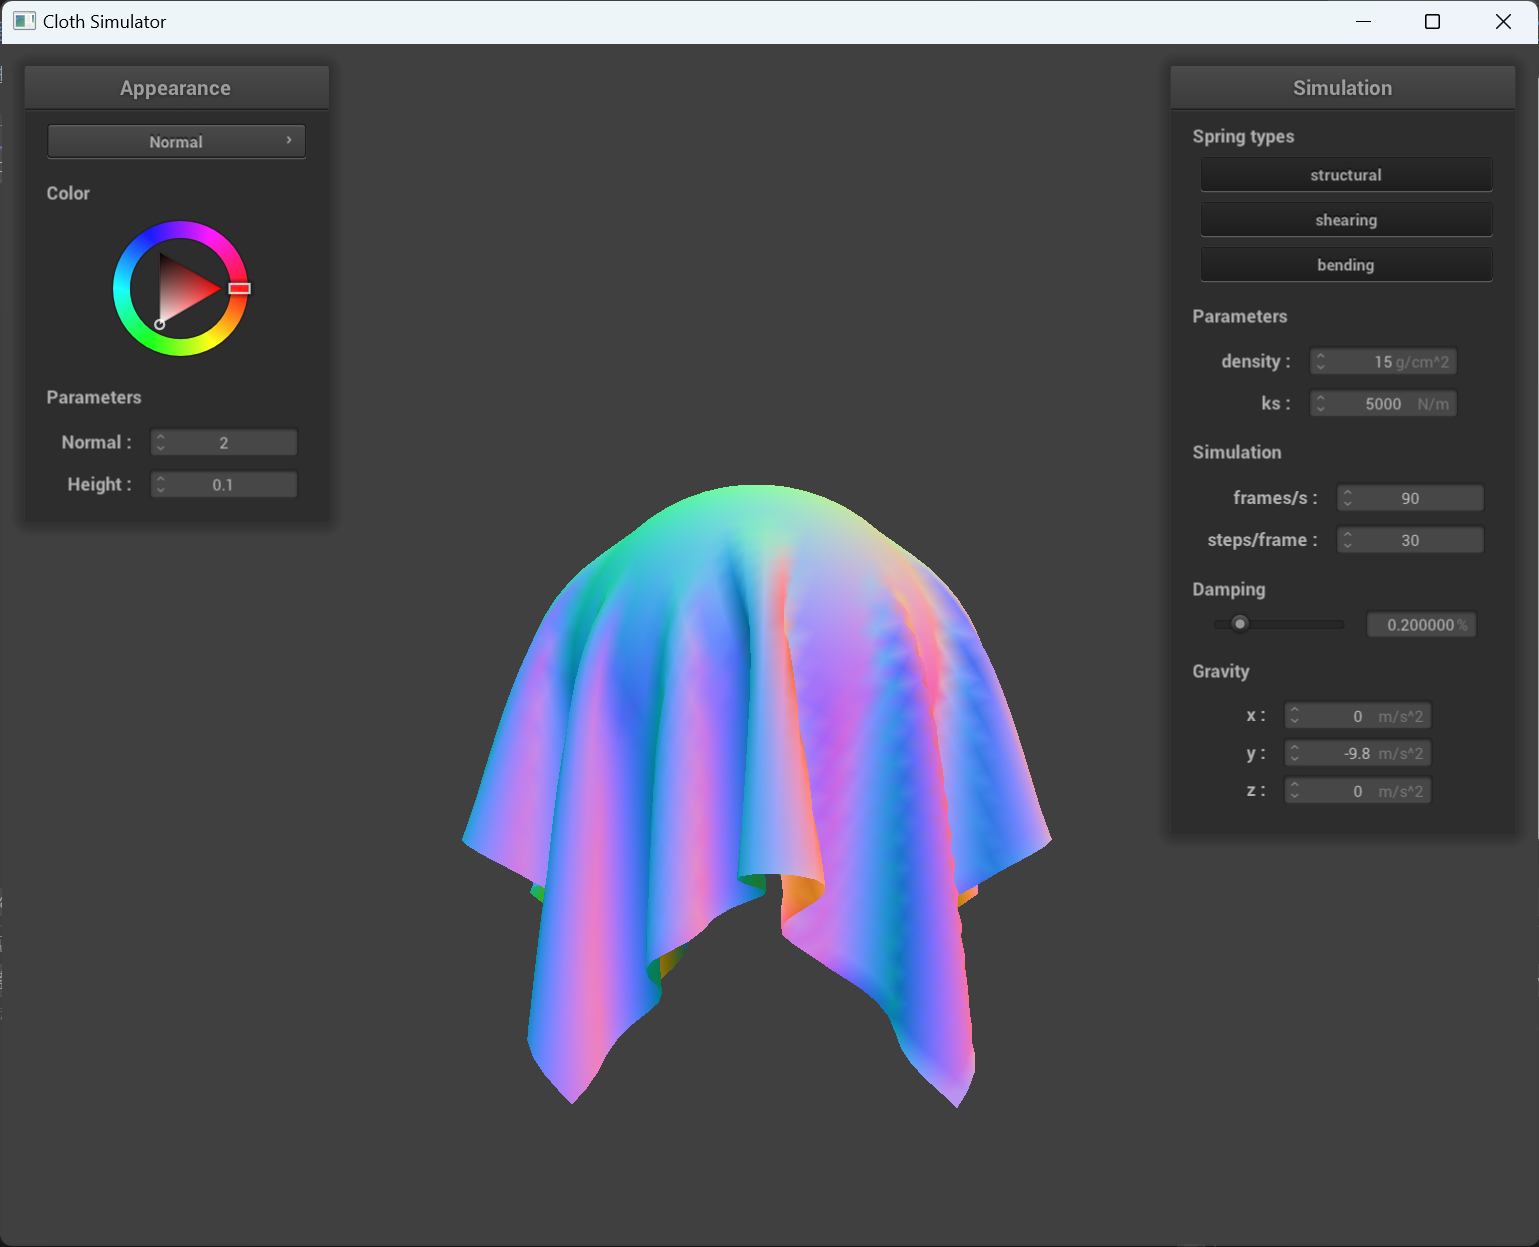 Cloth Simulator
Appearance
Normal
Color
Parameters
Normal : 2
Height : 0.1
Simulation
Spring types
structural
shearing
bending
Parameters
density : 15 g/cm^2
ks : 5000 N/m
Simulation
frames/s : 90
steps/frame : 30
Damping
0.200000 %
Gravity
x : 0 m/s^2
y : -9.8 m/s^2
z : 0 m/s^2